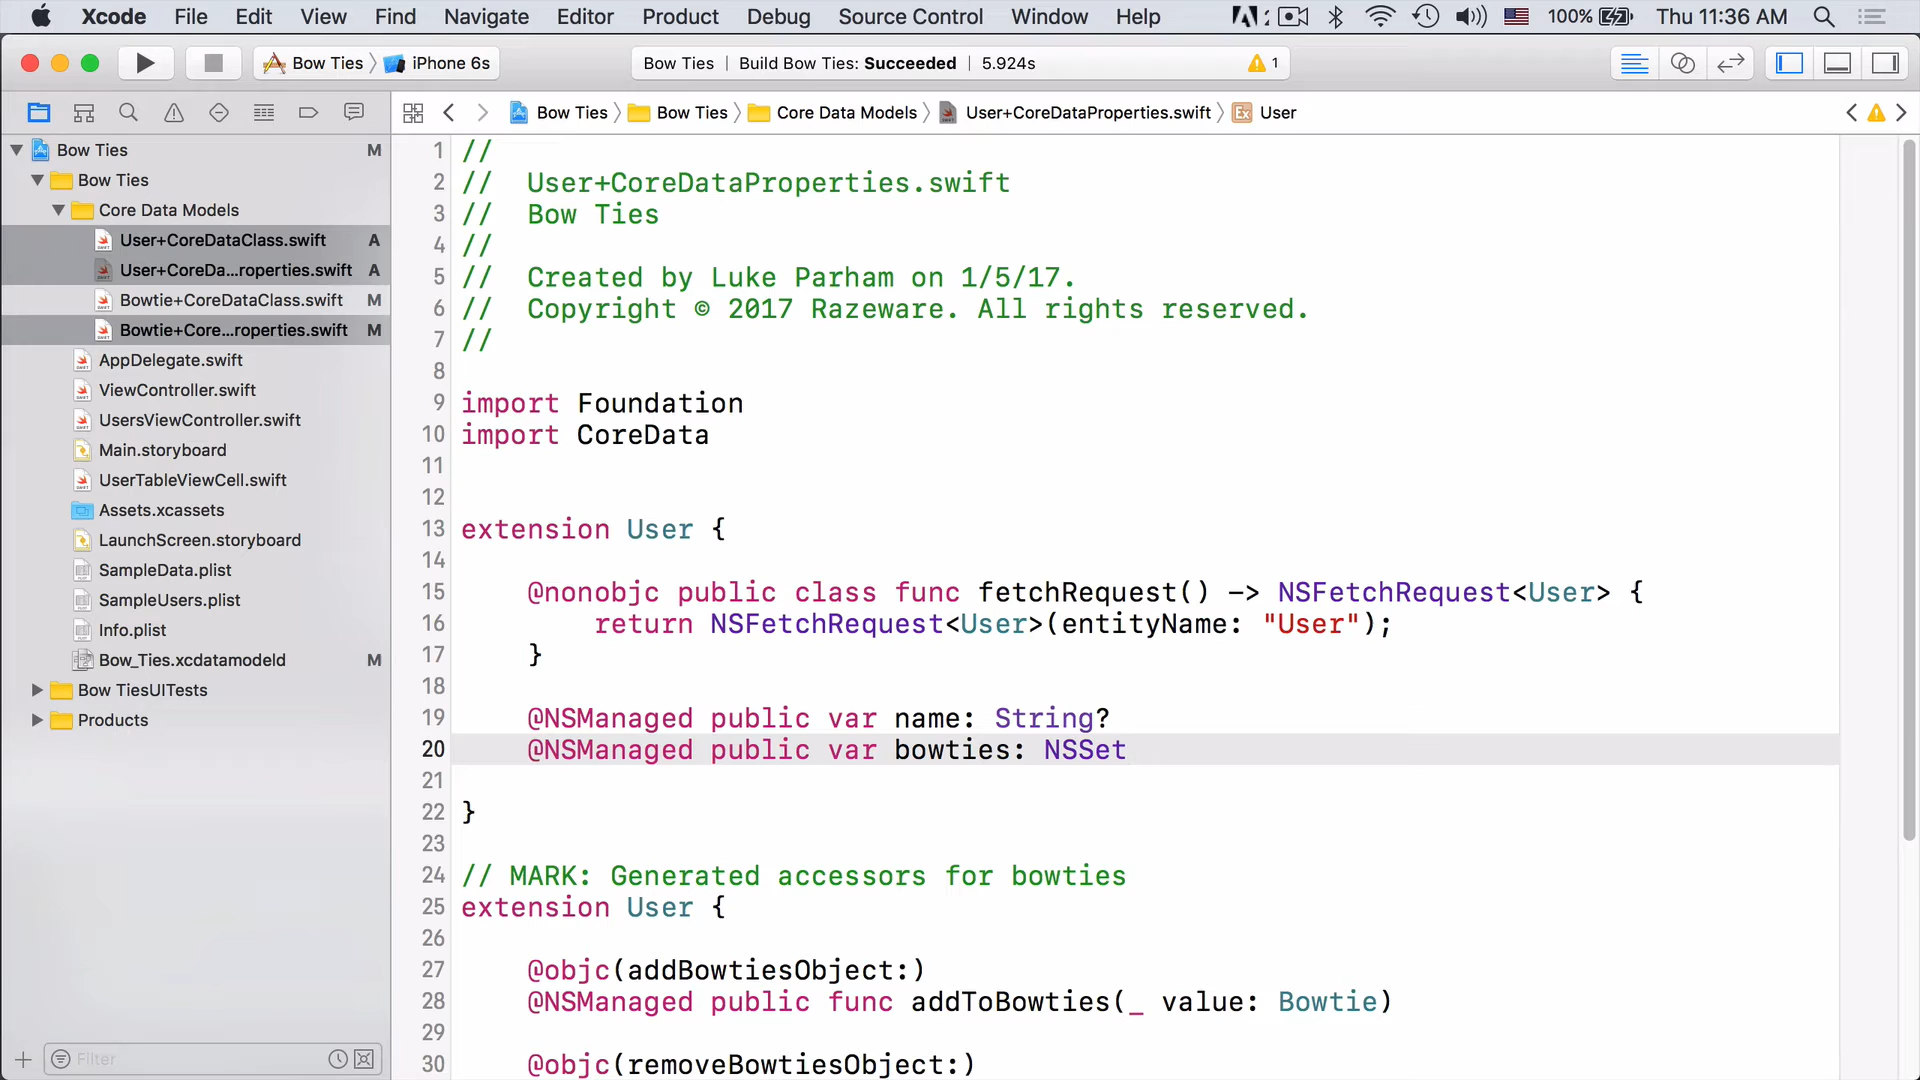 Xcode File Edit View Find Navigate Editor Product Debug Source Control Window Help 100% Thu 11:36 AM
Bow Ties iPhone 6s Bow Ties | Build Bow Ties: Succeeded | 5.924s 1
Bow Ties Bow Ties Core Data Models User+CoreDataProperties.swift Ex User
Bow Ties M
Bow Ties
Core Data Models
User+CoreDataClass.swift A
User+CoreDa...roperties.swift A
Bowtie+CoreDataClass.swift M
Bowtie+Core...roperties.swift M
AppDelegate.swift
ViewController.swift
UsersViewController.swift
Main.storyboard
UserTableViewCell.swift
Assets.xcassets
LaunchScreen.storyboard
SampleData.plist
SampleUsers.plist
Info.plist
Bow_Ties.xcdatamodeld M
Bow TiesUITests
Products
Filter
1 //
2 //  User+CoreDataProperties.swift
3 //  Bow Ties
4 //
5 //  Created by Luke Parham on 1/5/17.
6 //  Copyright © 2017 Razeware. All rights reserved.
7 //
8
9 import Foundation
10 import CoreData
11
12
13 extension User {
14
15     @nonobjc public class func fetchRequest() -> NSFetchRequest<User> {
16         return NSFetchRequest<User>(entityName: "User");
17     }
18
19     @NSManaged public var name: String?
20     @NSManaged public var bowties: NSSet
21
22 }
23
24 // MARK: Generated accessors for bowties
25 extension User {
26
27     @objc(addBowtiesObject:)
28     @NSManaged public func addToBowties(_ value: Bowtie)
29
30     @objc(removeBowtiesObject:)